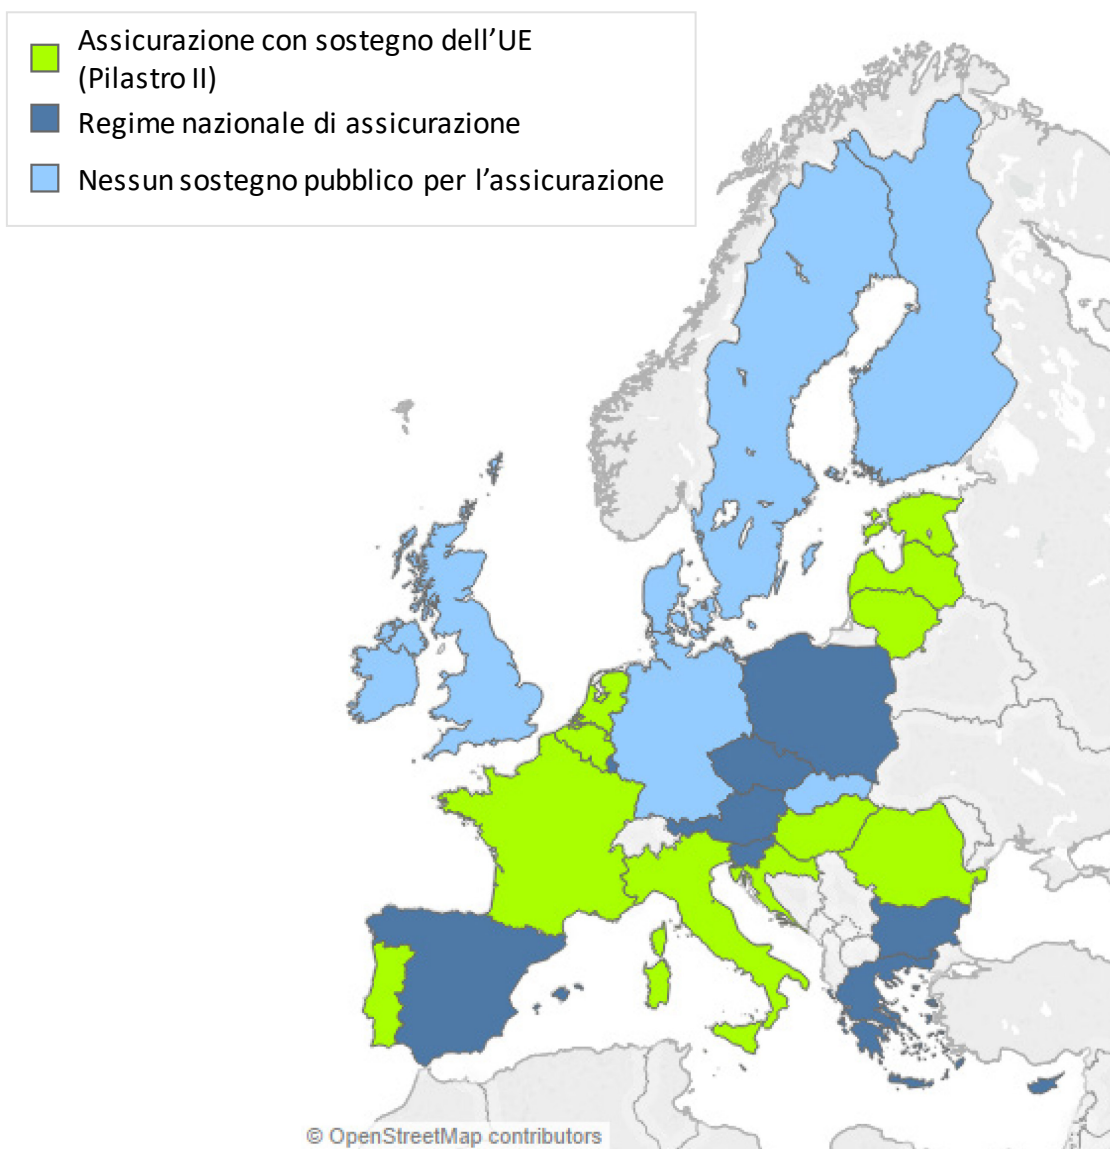 Assicurazione con sostegno dell’UE
(Pilastro II)
Regime nazionale di assicurazione
Nessun sostegno pubblico per l’assicurazione
© OpenStreetMap contributors